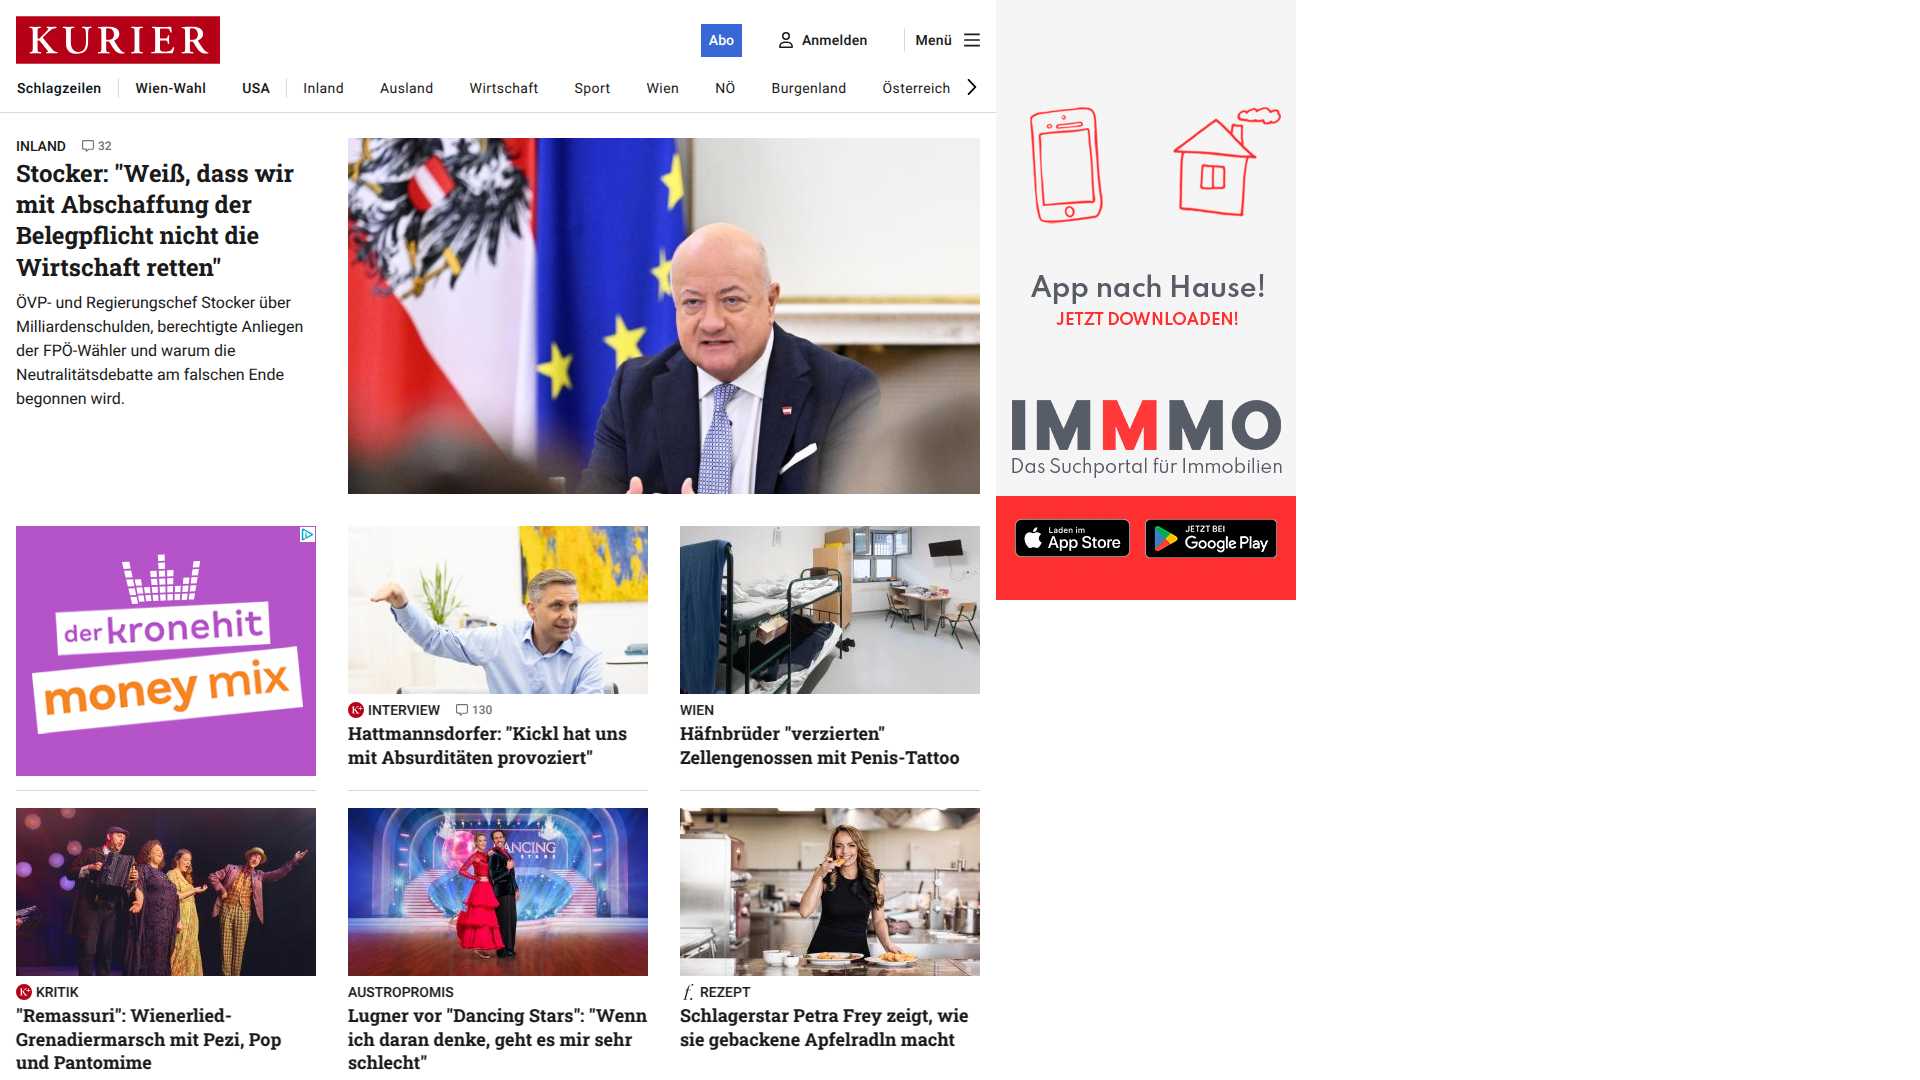 KURIER
Abo
Anmelden
Menü
Schlagzeilen
Wien-Wahl
USA
Inland
Ausland
Wirtschaft
Sport
Wien
NÖ
Burgenland
Österreich
INLAND 32
Stocker: "Weiß, dass wir
mit Abschaffung der
Belegpflicht nicht die
Wirtschaft retten"
ÖVP- und Regierungschef Stocker über
Milliardenschulden, berechtigte Anliegen
der FPÖ-Wähler und warum die
Neutralitätsdebatte am falschen Ende
begonnen wird.
App nach Hause!
JETZT DOWNLOADEN!
IMMMO
Das Suchportal für Immobilien
Laden im
App Store
JETZT BEI
Google Play
der kronehit
money mix
K+ INTERVIEW 130
Hattmannsdorfer: "Kickl hat uns
mit Absurditäten provoziert"
WIEN
Häfnbrüder "verzierten"
Zellengenossen mit Penis-Tattoo
K+ KRITIK
"Remassuri": Wienerlied-
Grenadiermarsch mit Pezi, Pop
und Pantomime
DANCING
STARS
AUSTROPROMIS
Lugner vor "Dancing Stars": "Wenn
ich daran denke, geht es mir sehr
schlecht"
f. REZEPT
Schlagerstar Petra Frey zeigt, wie
sie gebackene Apfelradln macht